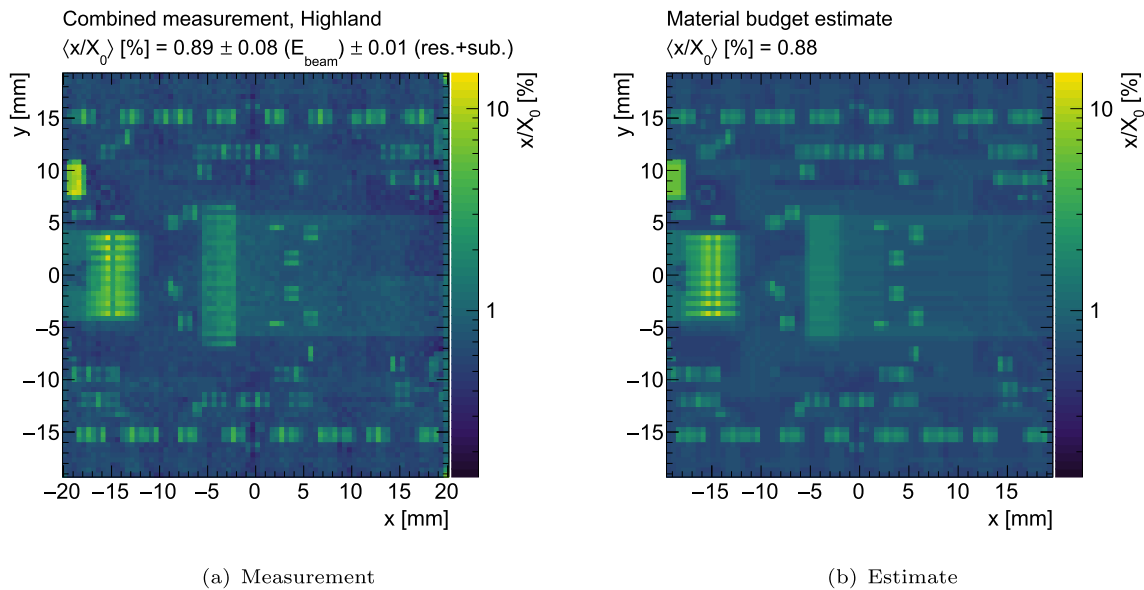 Combined measurement, Highland
⟨x/X0⟩ [%] = 0.89 ± 0.08 (Ebeam) ± 0.01 (res.+sub.)
y [mm]
15
10
5
0
−5
−10
−15
−20 −15 −10 −5 0 5 10 15 20
x [mm]
10
1
x/X0 [%]
(a) Measurement
Material budget estimate
⟨x/X0⟩ [%] = 0.88
y [mm]
15
10
5
0
−5
−10
−15
−15 −10 −5 0 5 10 15
x [mm]
10
1
x/X0 [%]
(b) Estimate